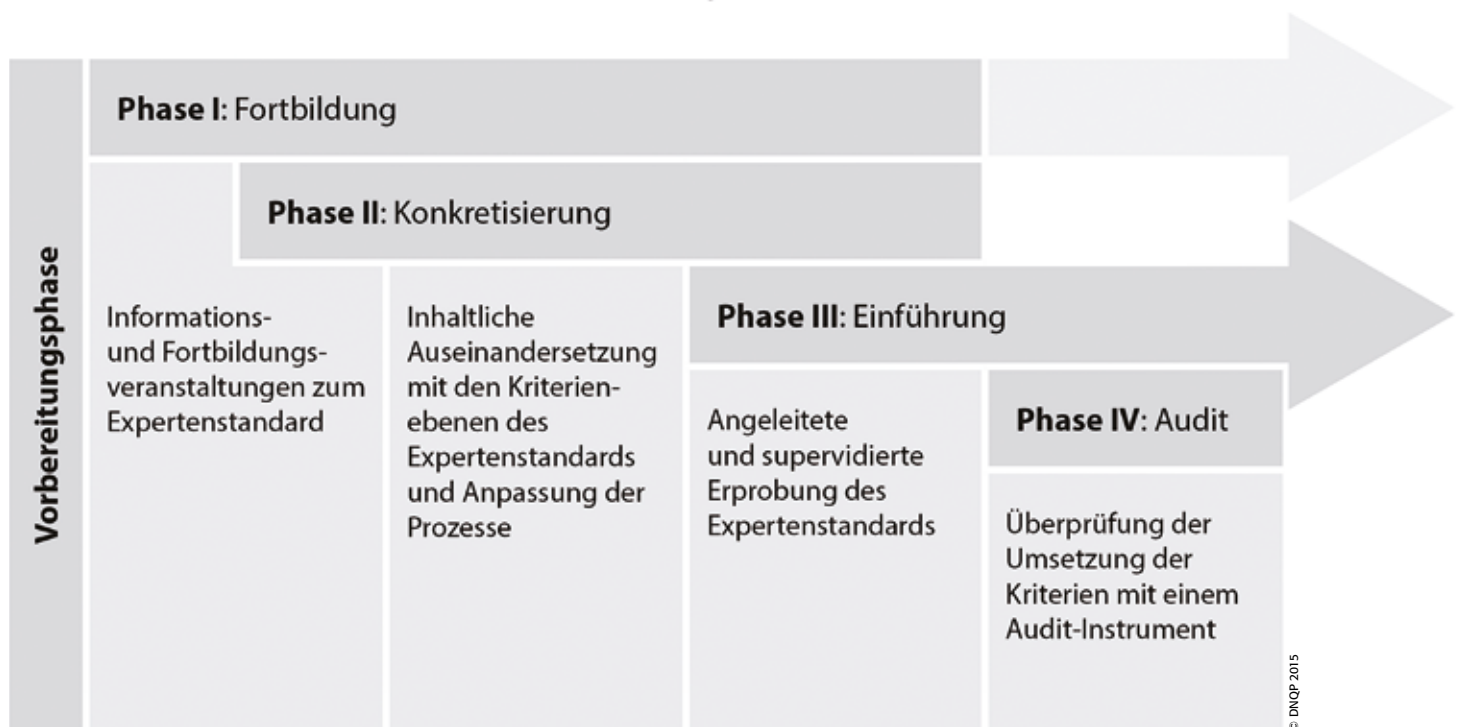 Vorbereitungsphase
Phase I: Fortbildung
Phase II: Konkretisierung
Phase III: Einführung
Phase IV: Audit
Informations-
und Fortbildungs-
veranstaltungen zum
Expertenstandard
Inhaltliche
Auseinandersetzung
mit den Kriterien-
ebenen des
Expertenstandards
und Anpassung der
Prozesse
Angeleitete
und supervidierte
Erprobung des
Expertenstandards
Überprüfung der
Umsetzung der
Kriterien mit einem
Audit-Instrument
© DNQP 2015